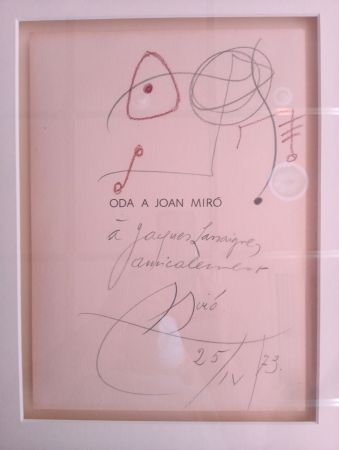 ODA A JOAN MIRÓ
à Jacques Lassaigne,
amicalement
Miró
25/IV/73.